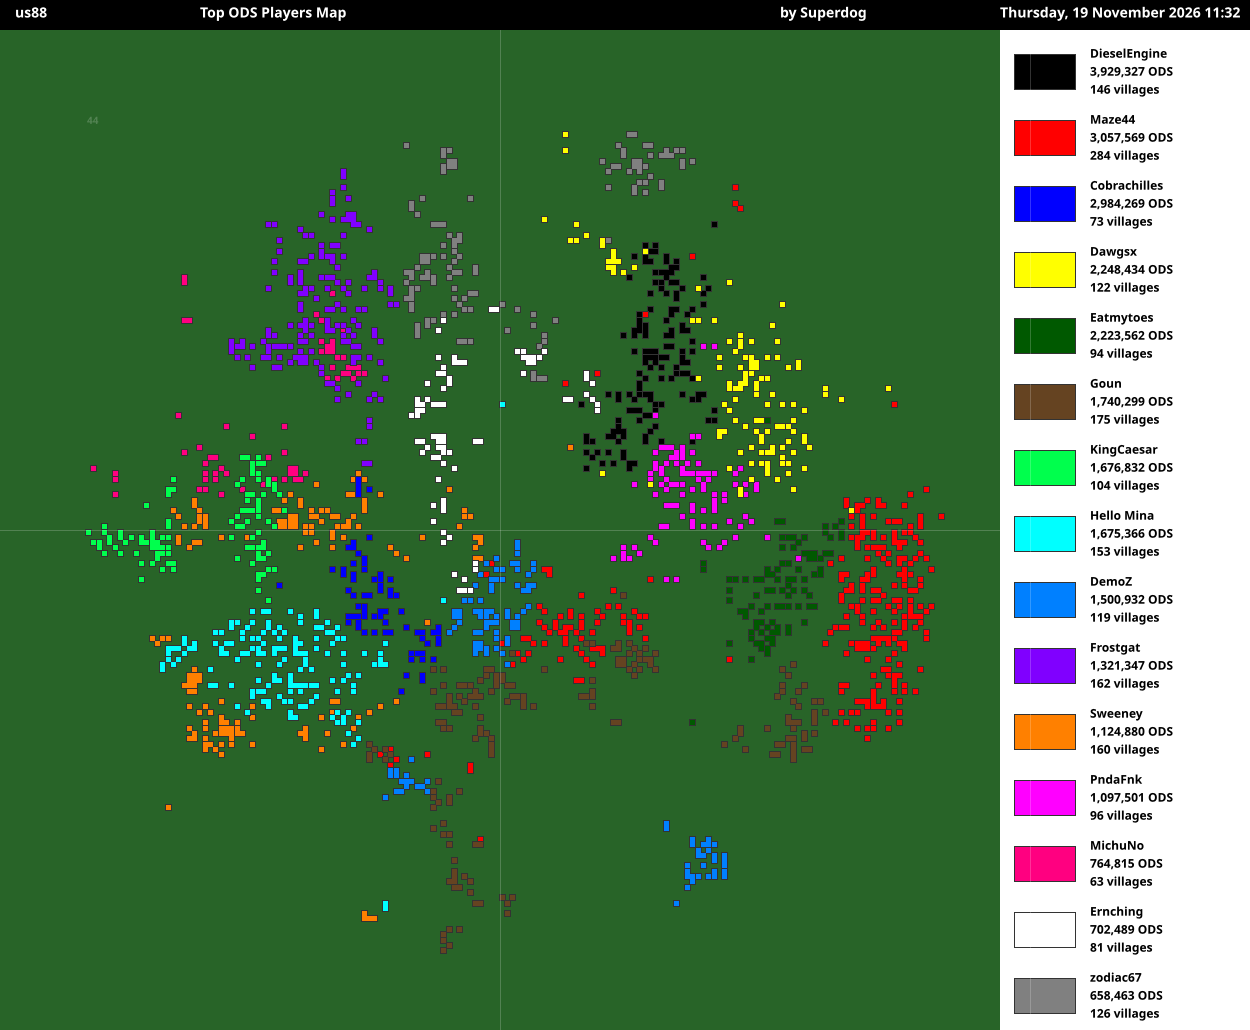 us88 Top ODS Players Map by Superdog Thursday, 19 November 2026 11:32
44
DieselEngine
3,929,327 ODS
146 villages
Maze44
3,057,569 ODS
284 villages
Cobrachilles
2,984,269 ODS
73 villages
Dawgsx
2,248,434 ODS
122 villages
Eatmytoes
2,223,562 ODS
94 villages
Goun
1,740,299 ODS
175 villages
KingCaesar
1,676,832 ODS
104 villages
Hello Mina
1,675,366 ODS
153 villages
DemoZ
1,500,932 ODS
119 villages
Frostgat
1,321,347 ODS
162 villages
Sweeney
1,124,880 ODS
160 villages
PndaFnk
1,097,501 ODS
96 villages
MichuNo
764,815 ODS
63 villages
Ernching
702,489 ODS
81 villages
zodiac67
658,463 ODS
126 villages